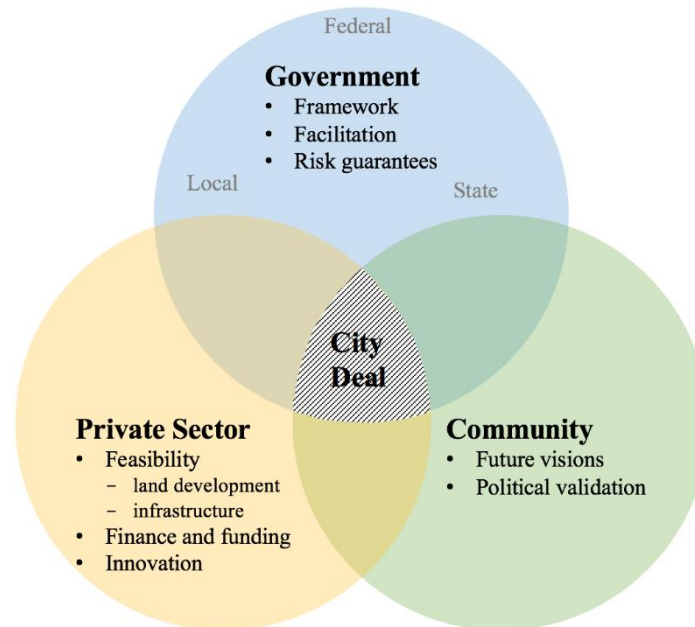 Federal
Government
• Framework
• Facilitation
• Risk guarantees
Local
State
City
Deal
Private Sector
• Feasibility
– land development
– infrastructure
• Finance and funding
• Innovation
Community
• Future visions
• Political validation